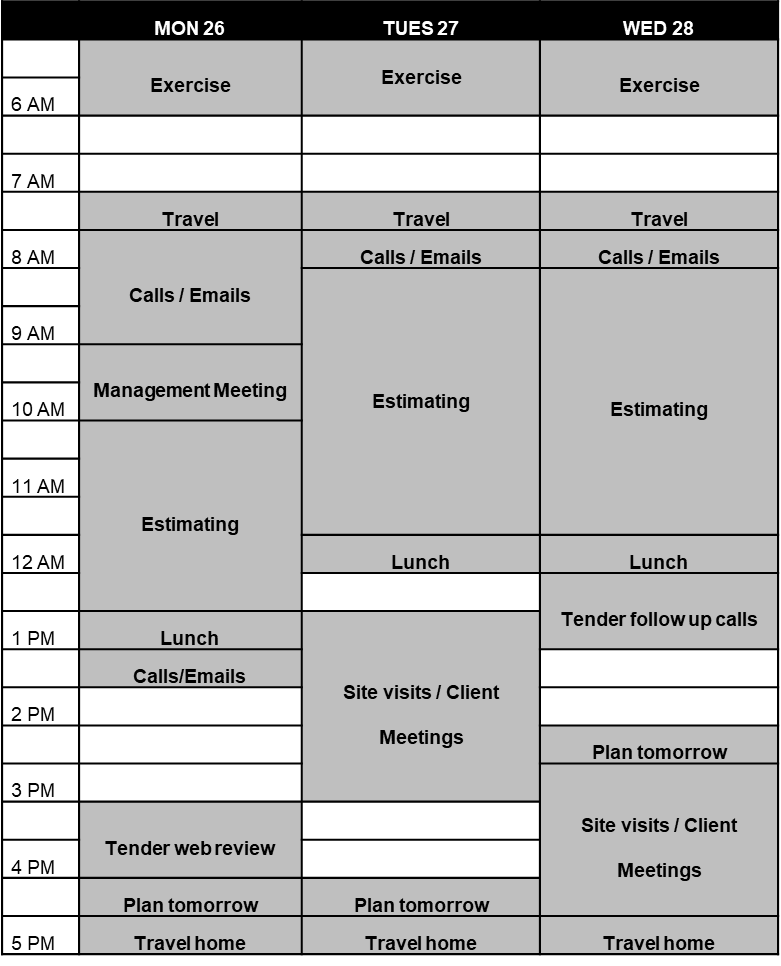 MON 26 TUES 27 WED 28
Exercise Exercise Exercise
6 AM
7 AM
Travel Travel Travel
8 AM Calls / Emails Calls / Emails
Calls / Emails
9 AM
Management Meeting Estimating Estimating
10 AM
11 AM
Estimating
12 AM Lunch Lunch
Tender follow up calls
1 PM Lunch
Calls/Emails Site visits / Client
2 PM Meetings
Plan tomorrow
3 PM
Site visits / Client
Tender web review
4 PM Meetings
Plan tomorrow Plan tomorrow
5 PM Travel home Travel home Travel home